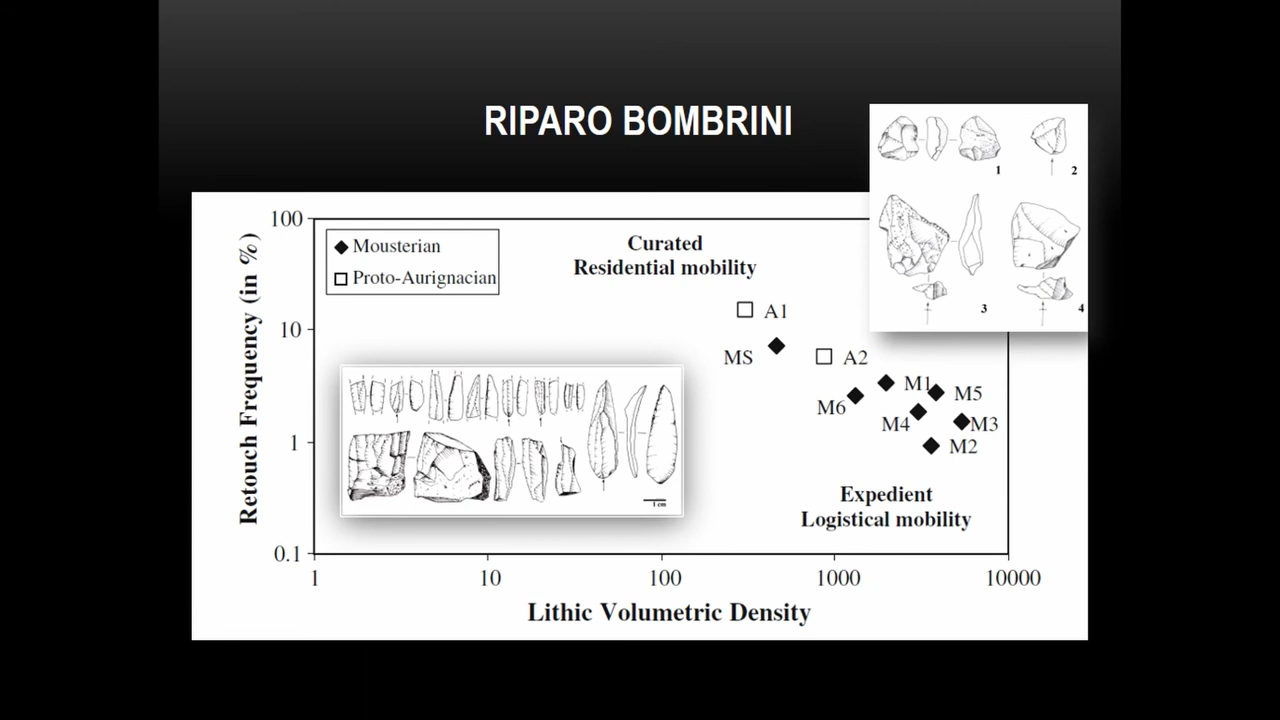 RIPARO BOMBRINI
1
2
3
4
100
10
1
0.1
Retouch Frequency (in %)
Mousterian
Proto-Aurignacian
Curated
Residential mobility
A1
MS
A2
M1
M5
M6
M4
M3
M2
Expedient
Logistical mobility
1 cm
1
10
100
1000
10000
Lithic Volumetric Density